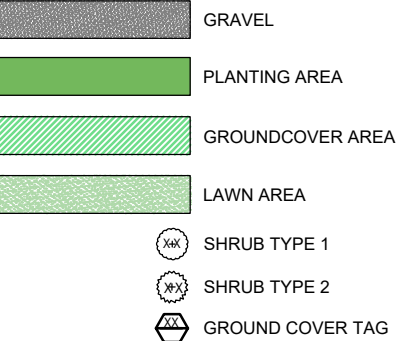 GRAVEL
PLANTING AREA
GROUNDCOVER AREA
LAWN AREA
XX SHRUB TYPE 1
XX SHRUB TYPE 2
XX GROUND COVER TAG